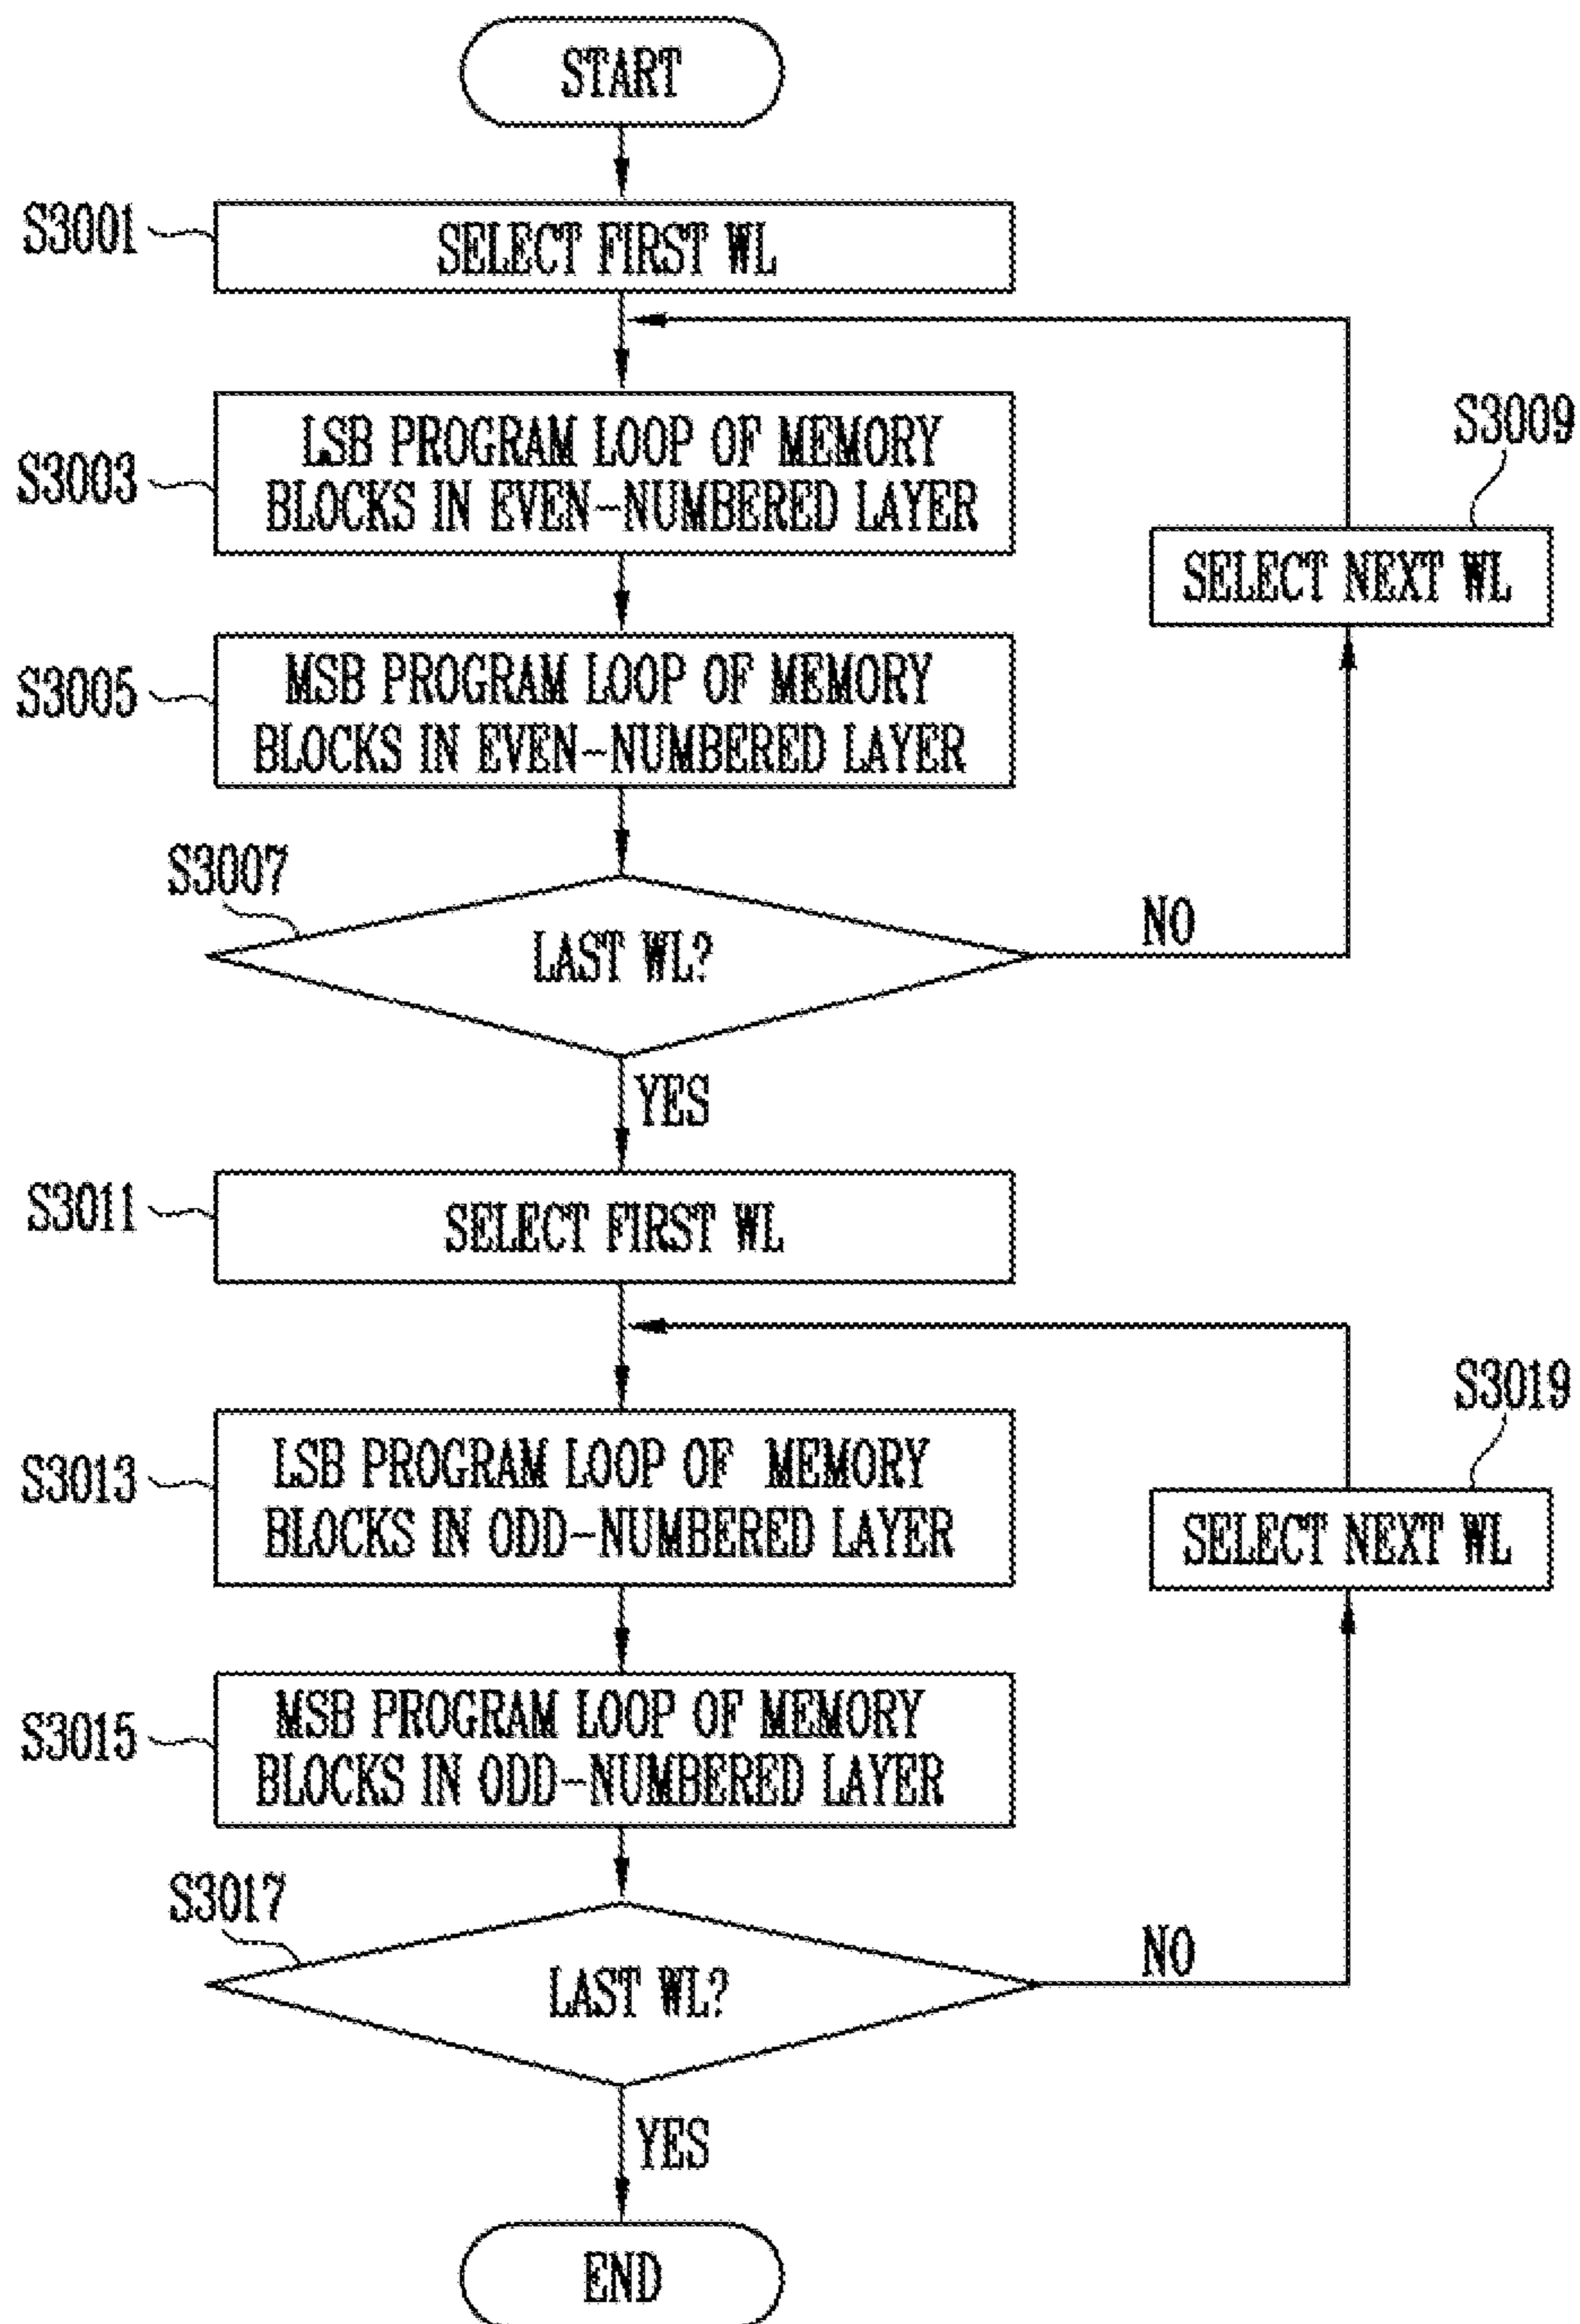 START
S3001
SELECT FIRST WL
S3003
LSB PROGRAM LOOP OF MEMORY
BLOCKS IN EVEN-NUMBERED LAYER
S3009
SELECT NEXT WL
S3005
MSB PROGRAM LOOP OF MEMORY
BLOCKS IN EVEN-NUMBERED LAYER
S3007
LAST WL?
NO
YES
S3011
SELECT FIRST WL
S3013
LSB PROGRAM LOOP OF MEMORY
BLOCKS IN ODD-NUMBERED LAYER
S3019
SELECT NEXT WL
S3015
MSB PROGRAM LOOP OF MEMORY
BLOCKS IN ODD-NUMBERED LAYER
S3017
LAST WL?
NO
YES
END